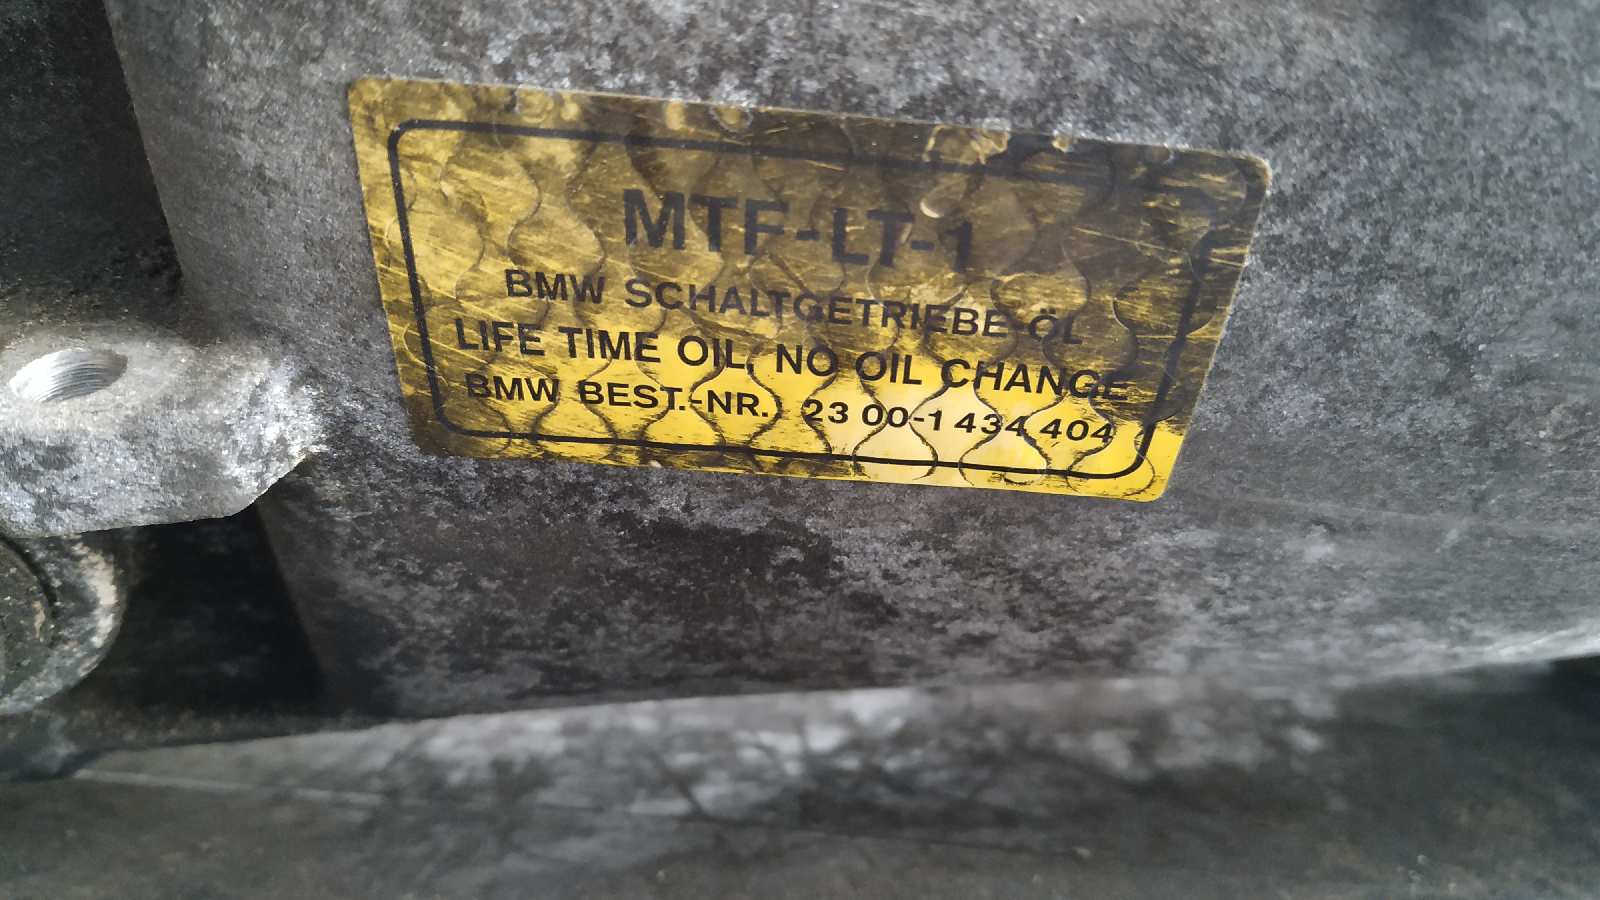 MTF-LT-1
BMW SCHALTGETRIEBE-ÖL
LIFE TIME OIL, NO OIL CHANGE
BMW BEST.-NR. 23 00-1 434 404